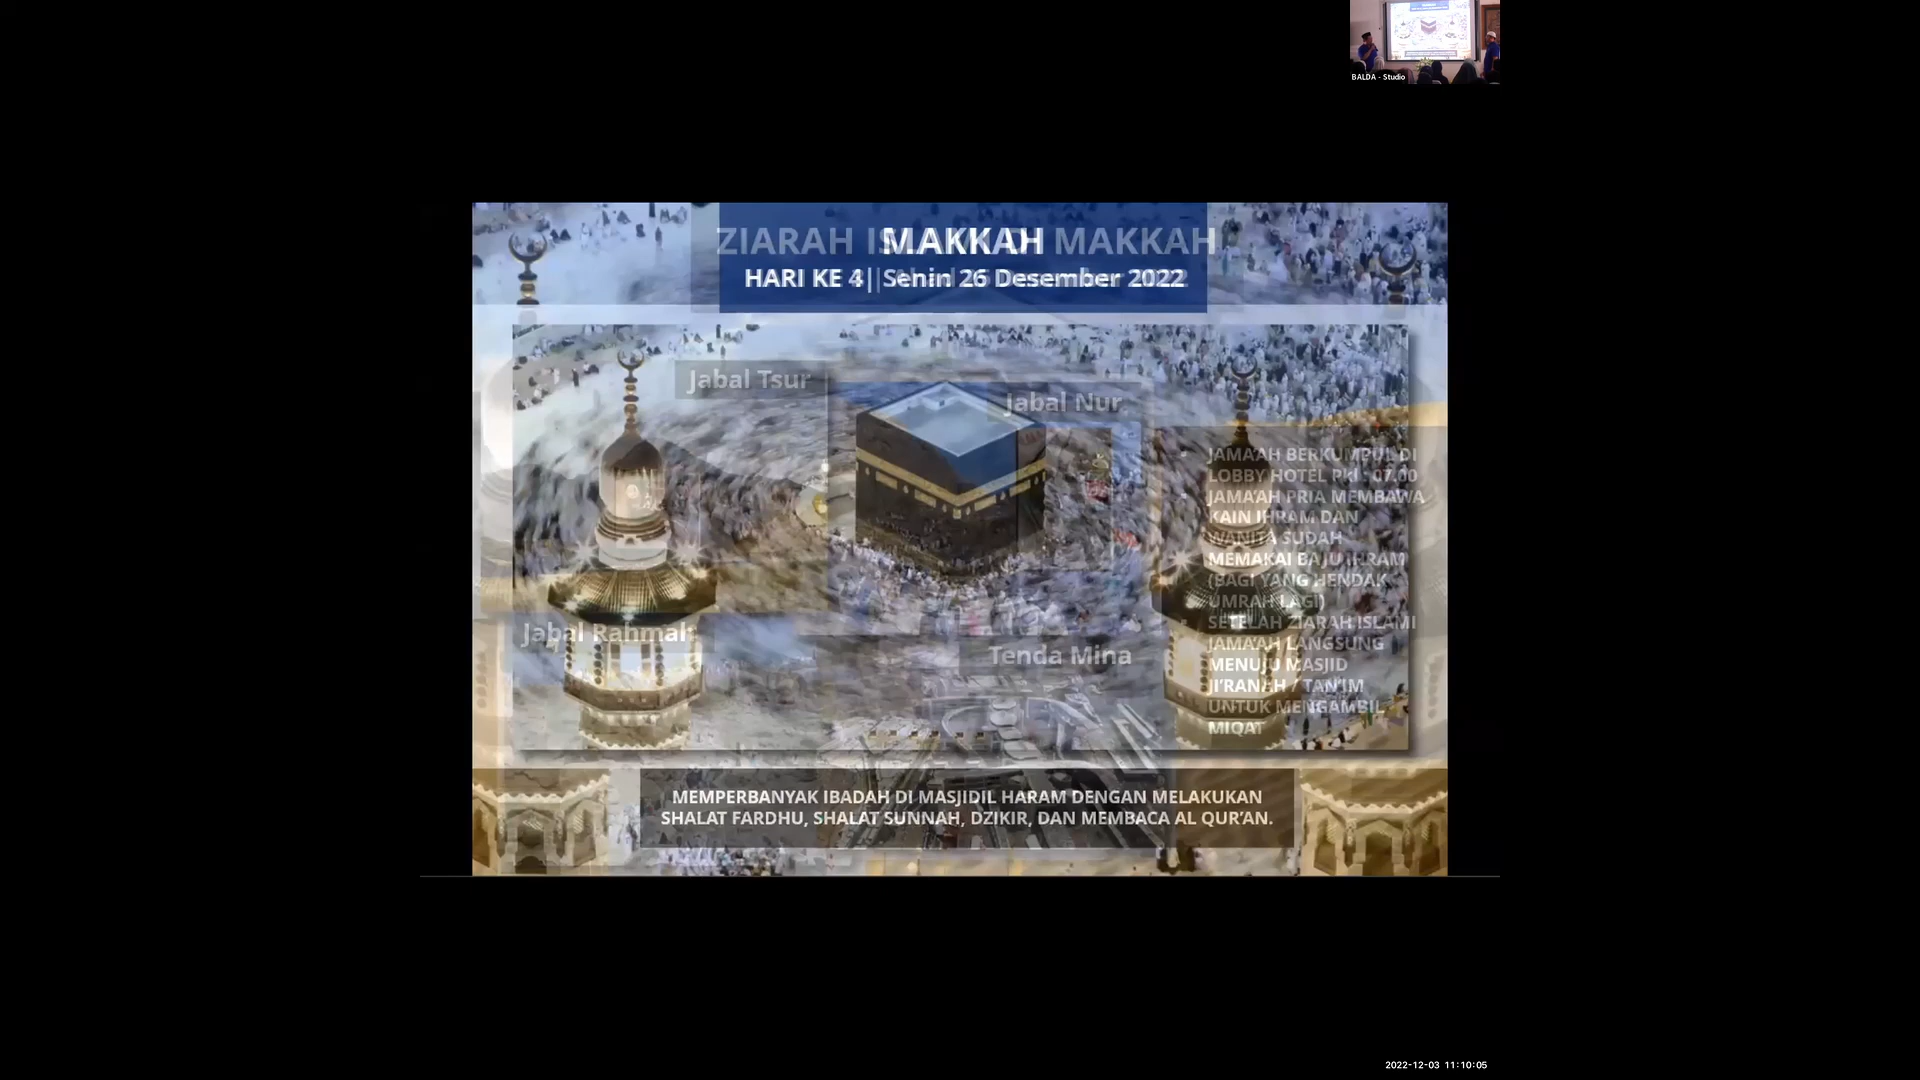 BALDA - Studio
ZIARAH ISLAMI DI MAKKAH
MAKKAH
HARI KE 4 | Senin 26 Desember 2022
Jabal Tsur
Jabal Nur
JAMA'AH BERKUMPUL DI
LOBBY HOTEL Pkl : 07.00
JAMA'AH PRIA MEMBAWA
KAIN IHRAM DAN
WANITA SUDAH
MEMAKAI BAJU IHRAM
(BAGI YANG HENDAK
UMRAH LAGI)
SETELAH ZIARAH ISLAMI
JAMA'AH LANGSUNG
MENUJU MASJID
JI'RANAH / TAN'IM
UNTUK MENGAMBIL
MIQAT
Jabal Rahmah
Tenda Mina
MEMPERBANYAK IBADAH DI MASJIDIL HARAM DENGAN MELAKUKAN
SHALAT FARDHU, SHALAT SUNNAH, DZIKIR, DAN MEMBACA AL QUR'AN.
2022-12-03 11:10:05